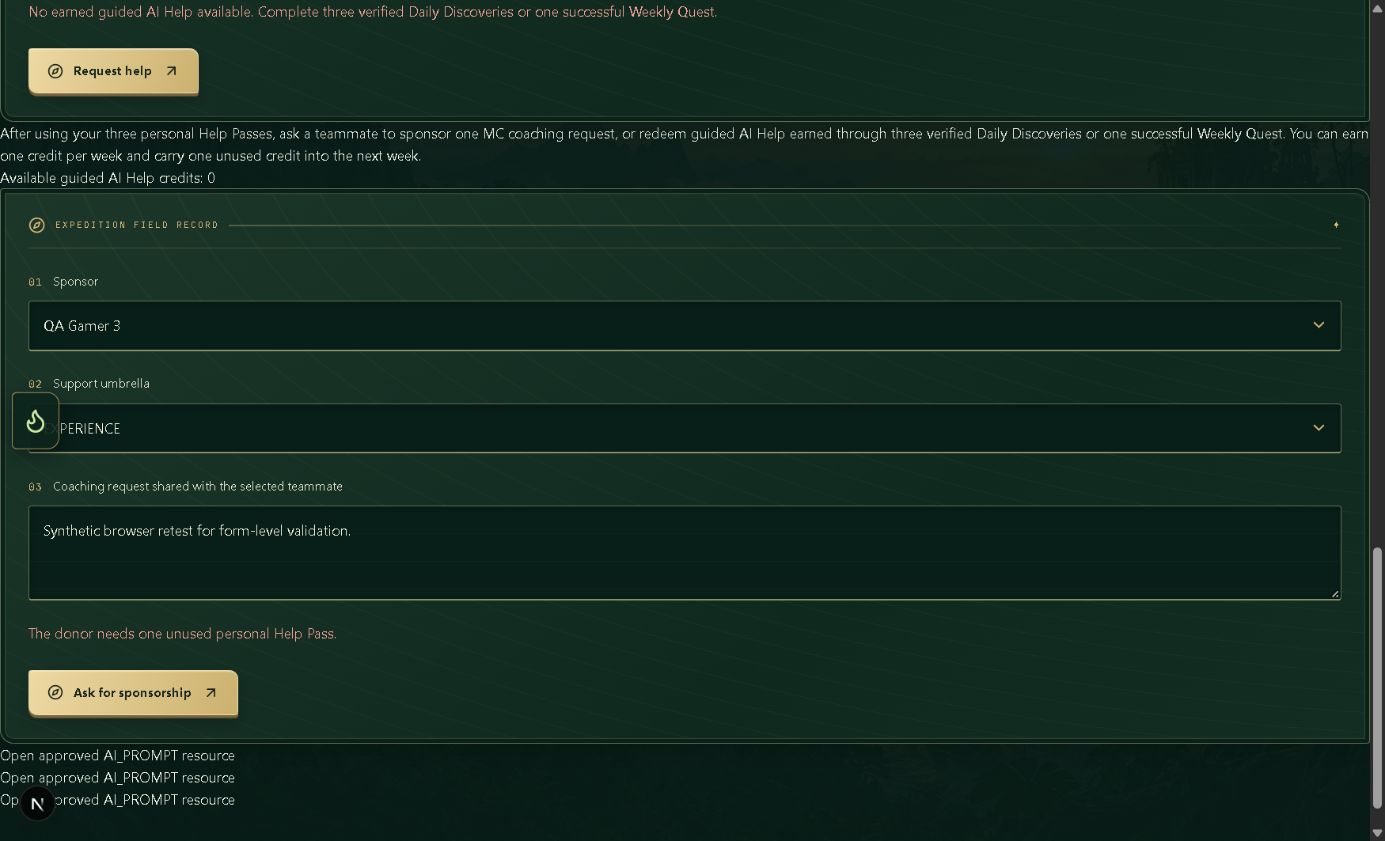 No earned guided AI Help available. Complete three verified Daily Discoveries or one successful Weekly Quest.
Request help
After using your three personal Help Passes, ask a teammate to sponsor one MC coaching request, or redeem guided AI Help earned through three verified Daily Discoveries or one successful Weekly Quest. You can earn
one credit per week and carry one unused credit into the next week.
Available guided AI Help credits: 0
EXPEDITION FIELD RECORD
01 Sponsor
QA Gamer 3
02 Support umbrella
XPERIENCE
03 Coaching request shared with the selected teammate
Synthetic browser retest for form-level validation.
The donor needs one unused personal Help Pass.
Ask for sponsorship
Open approved AI_PROMPT resource
Open approved AI_PROMPT resource
Op N proved AI_PROMPT resource